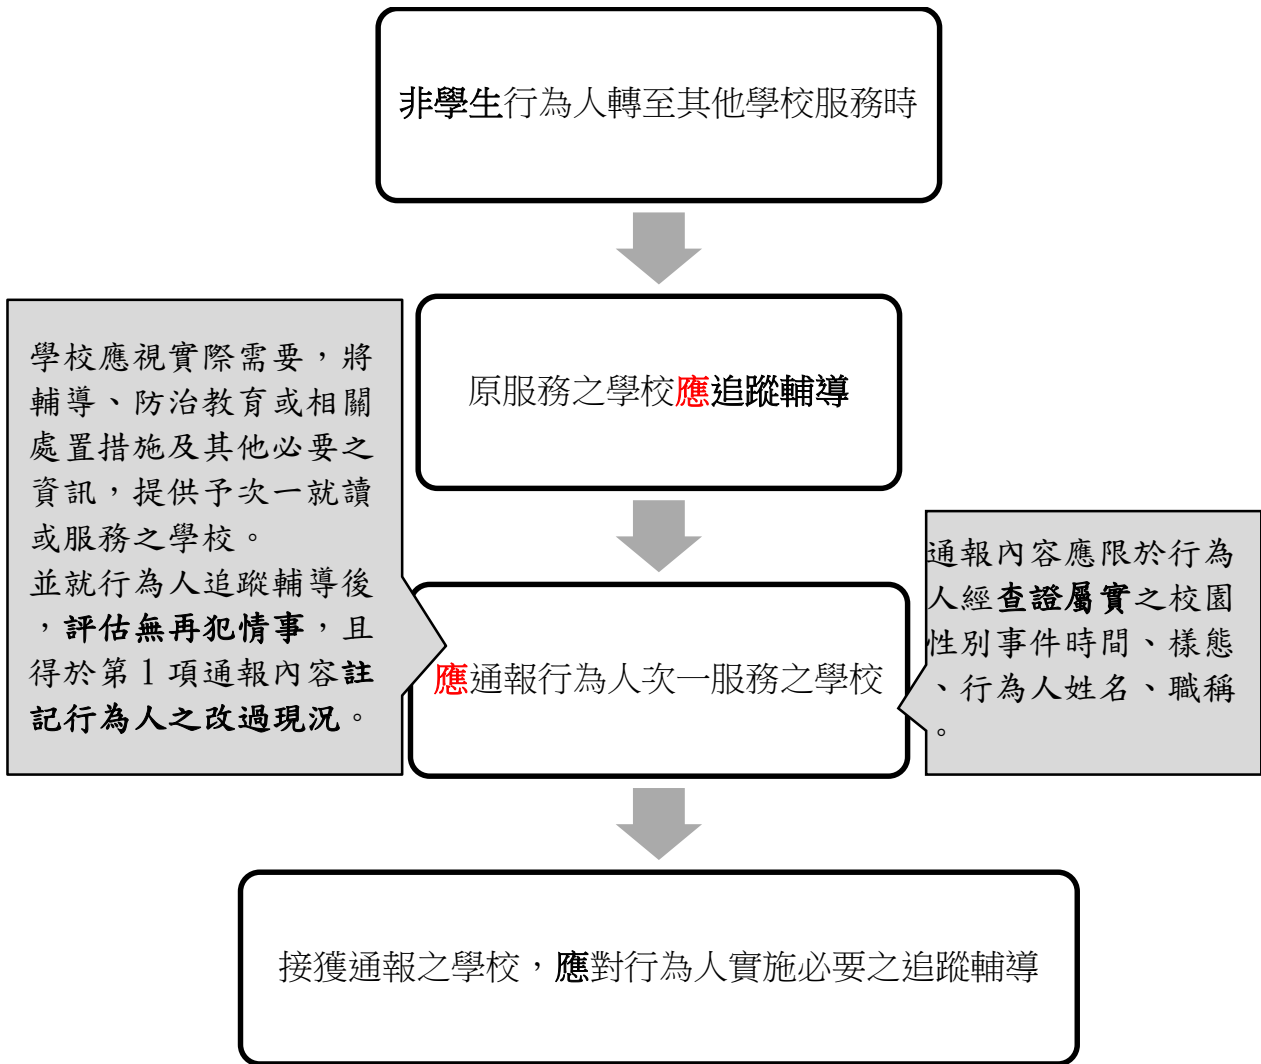 非學生行為人轉至其他學校服務時
原服務之學校應追蹤輔導
學校應視實際需要，將
輔導、防治教育或相關
處置措施及其他必要之
資訊，提供予次一就讀
或服務之學校。
並就行為人追蹤輔導後
，評估無再犯情事，且
得於第1項通報內容註
記行為人之改過現況。
應通報行為人次一服務之學校
通報內容應限於行為
人經查證屬實之校園
性別事件時間、樣態
、行為人姓名、職稱
。
接獲通報之學校，應對行為人實施必要之追蹤輔導